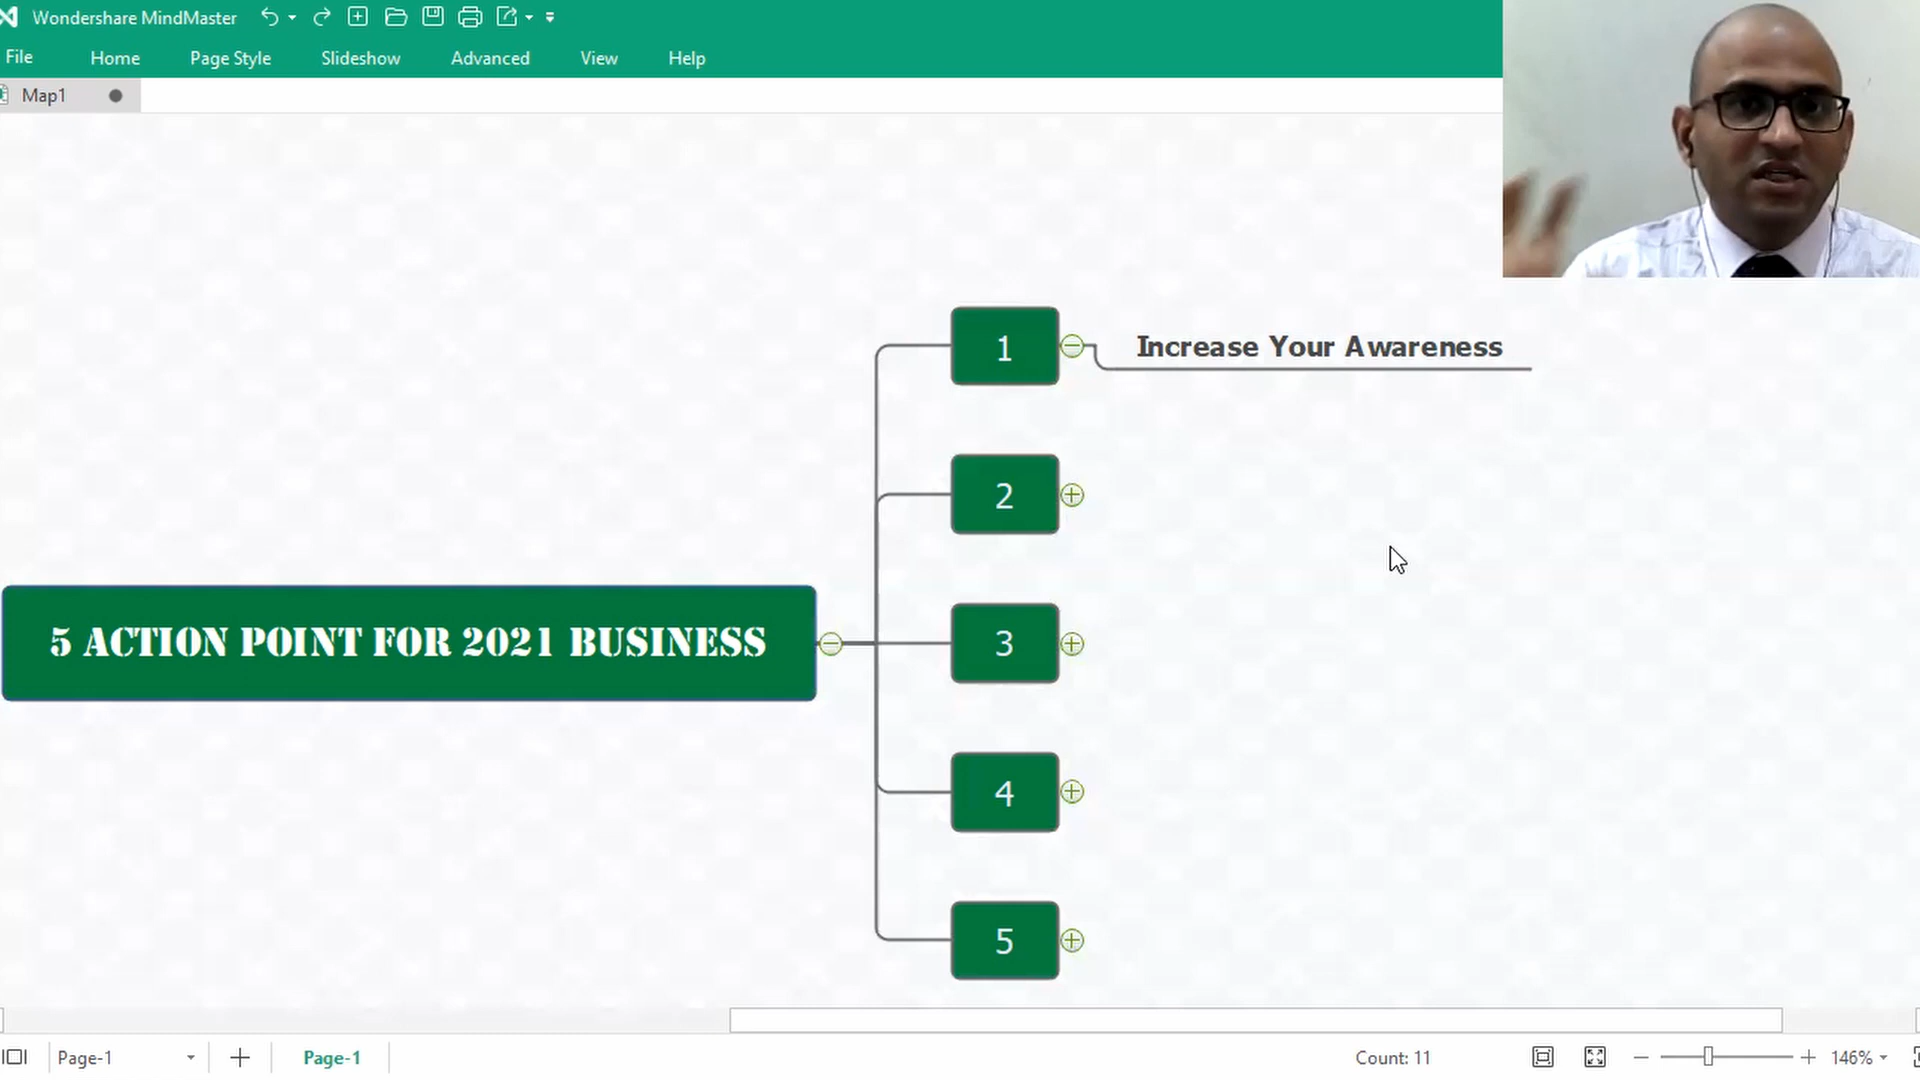 Wondershare MindMaster
File Home Page Style Slideshow Advanced View Help
Map1
1 Increase Your Awareness
2
5 ACTION POINT FOR 2021 BUSINESS
3
4
5
Page-1 Page-1 Count: 11 146%